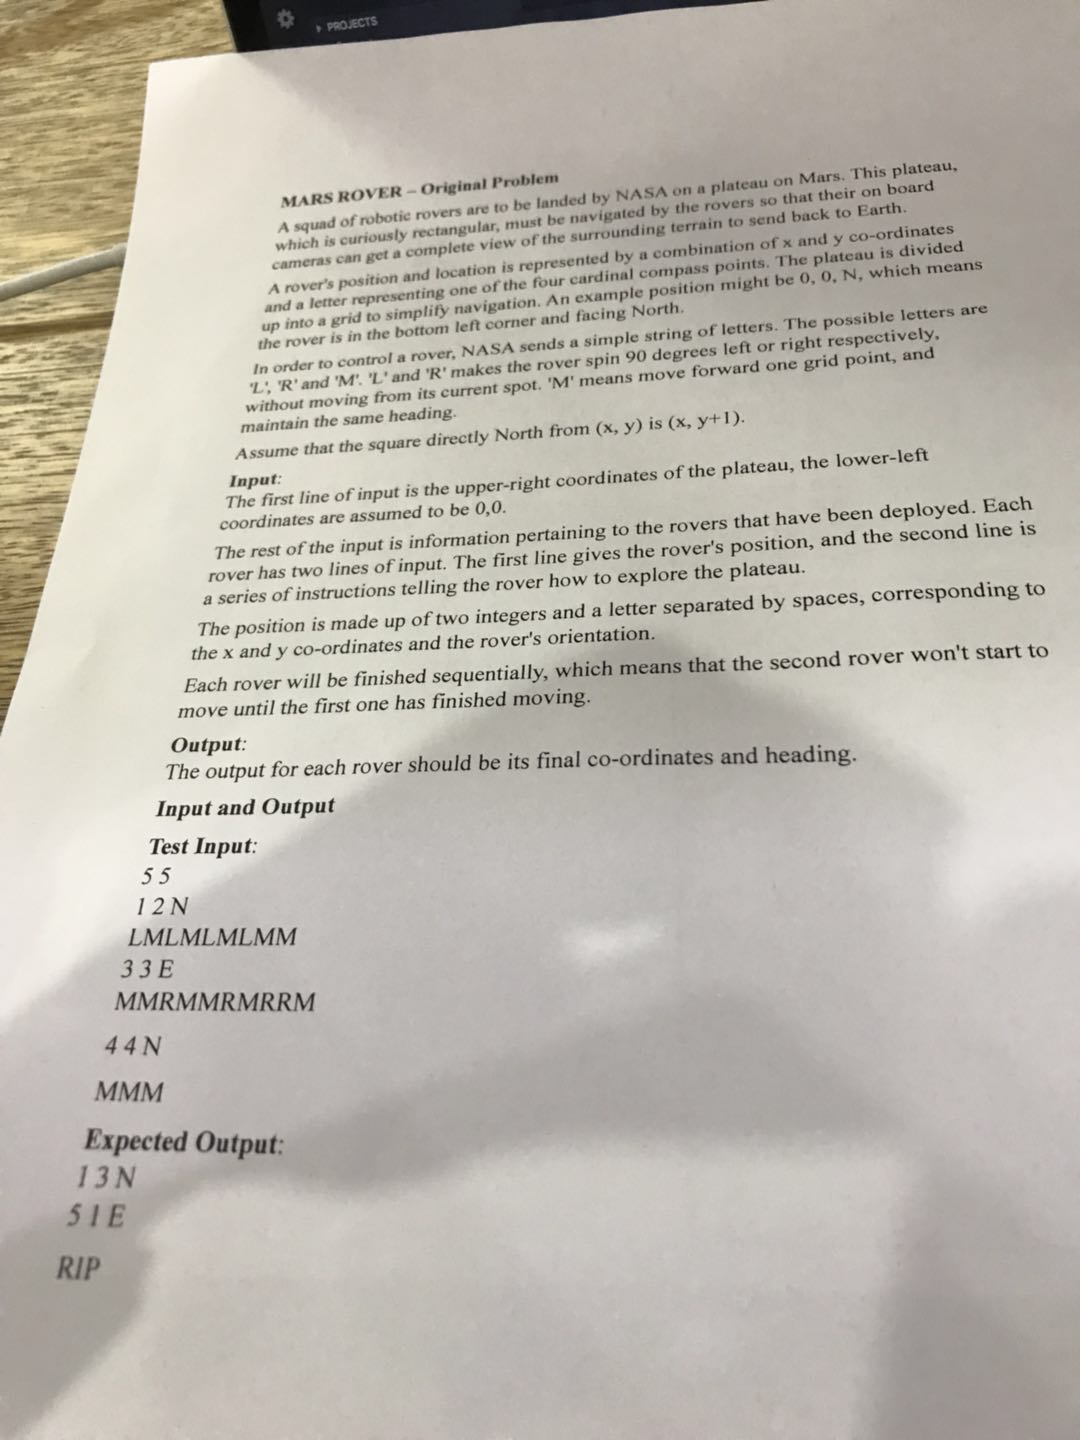 PROJECTS
MARS ROVER – Original Problem
A squad of robotic rovers are to be landed by NASA on a plateau on Mars. This plateau,
which is curiously rectangular, must be navigated by the rovers so that their on board
cameras can get a complete view of the surrounding terrain to send back to Earth.
A rover's position and location is represented by a combination of x and y co-ordinates
and a letter representing one of the four cardinal compass points. The plateau is divided
up into a grid to simplify navigation. An example position might be 0, 0, N, which means
the rover is in the bottom left corner and facing North.
In order to control a rover, NASA sends a simple string of letters. The possible letters are
'L', 'R' and 'M'. 'L' and 'R' makes the rover spin 90 degrees left or right respectively,
without moving from its current spot. 'M' means move forward one grid point, and
maintain the same heading.
Assume that the square directly North from (x, y) is (x, y+1).
Input:
The first line of input is the upper-right coordinates of the plateau, the lower-left
coordinates are assumed to be 0,0.
The rest of the input is information pertaining to the rovers that have been deployed. Each
rover has two lines of input. The first line gives the rover's position, and the second line is
a series of instructions telling the rover how to explore the plateau.
The position is made up of two integers and a letter separated by spaces, corresponding to
the x and y co-ordinates and the rover's orientation.
Each rover will be finished sequentially, which means that the second rover won't start to
move until the first one has finished moving.
Output:
The output for each rover should be its final co-ordinates and heading.
Input and Output
Test Input:
5 5
1 2 N
LMLMLMLMM
3 3 E
MMRMMRMRRM
4 4 N
MMM
Expected Output:
1 3 N
5 1 E
RIP